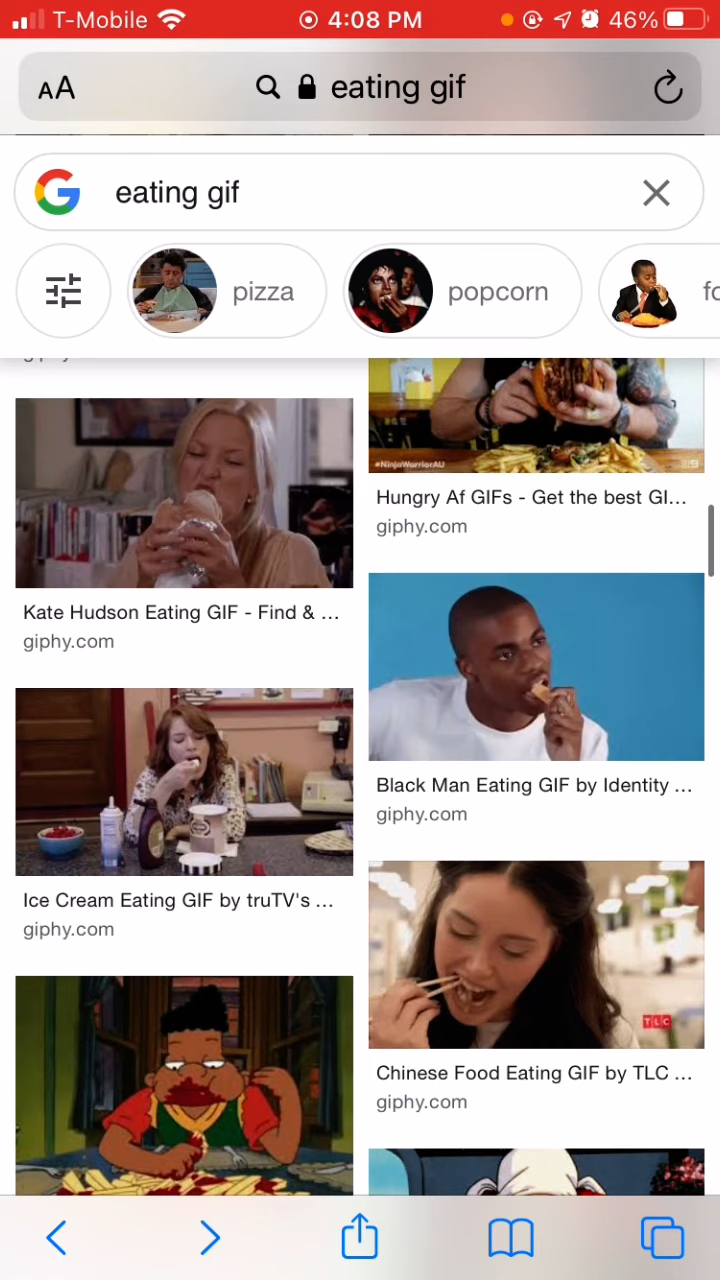 T-Mobile 4:08 PM 46%
AA eating gif
eating gif
pizza popcorn
#NinjaWarriorAU
Hungry Af GIFs - Get the best GI...
giphy.com
Kate Hudson Eating GIF - Find & ...
giphy.com
Black Man Eating GIF by Identity ...
giphy.com
Ice Cream Eating GIF by truTV's ...
giphy.com
TLC
Chinese Food Eating GIF by TLC ...
giphy.com